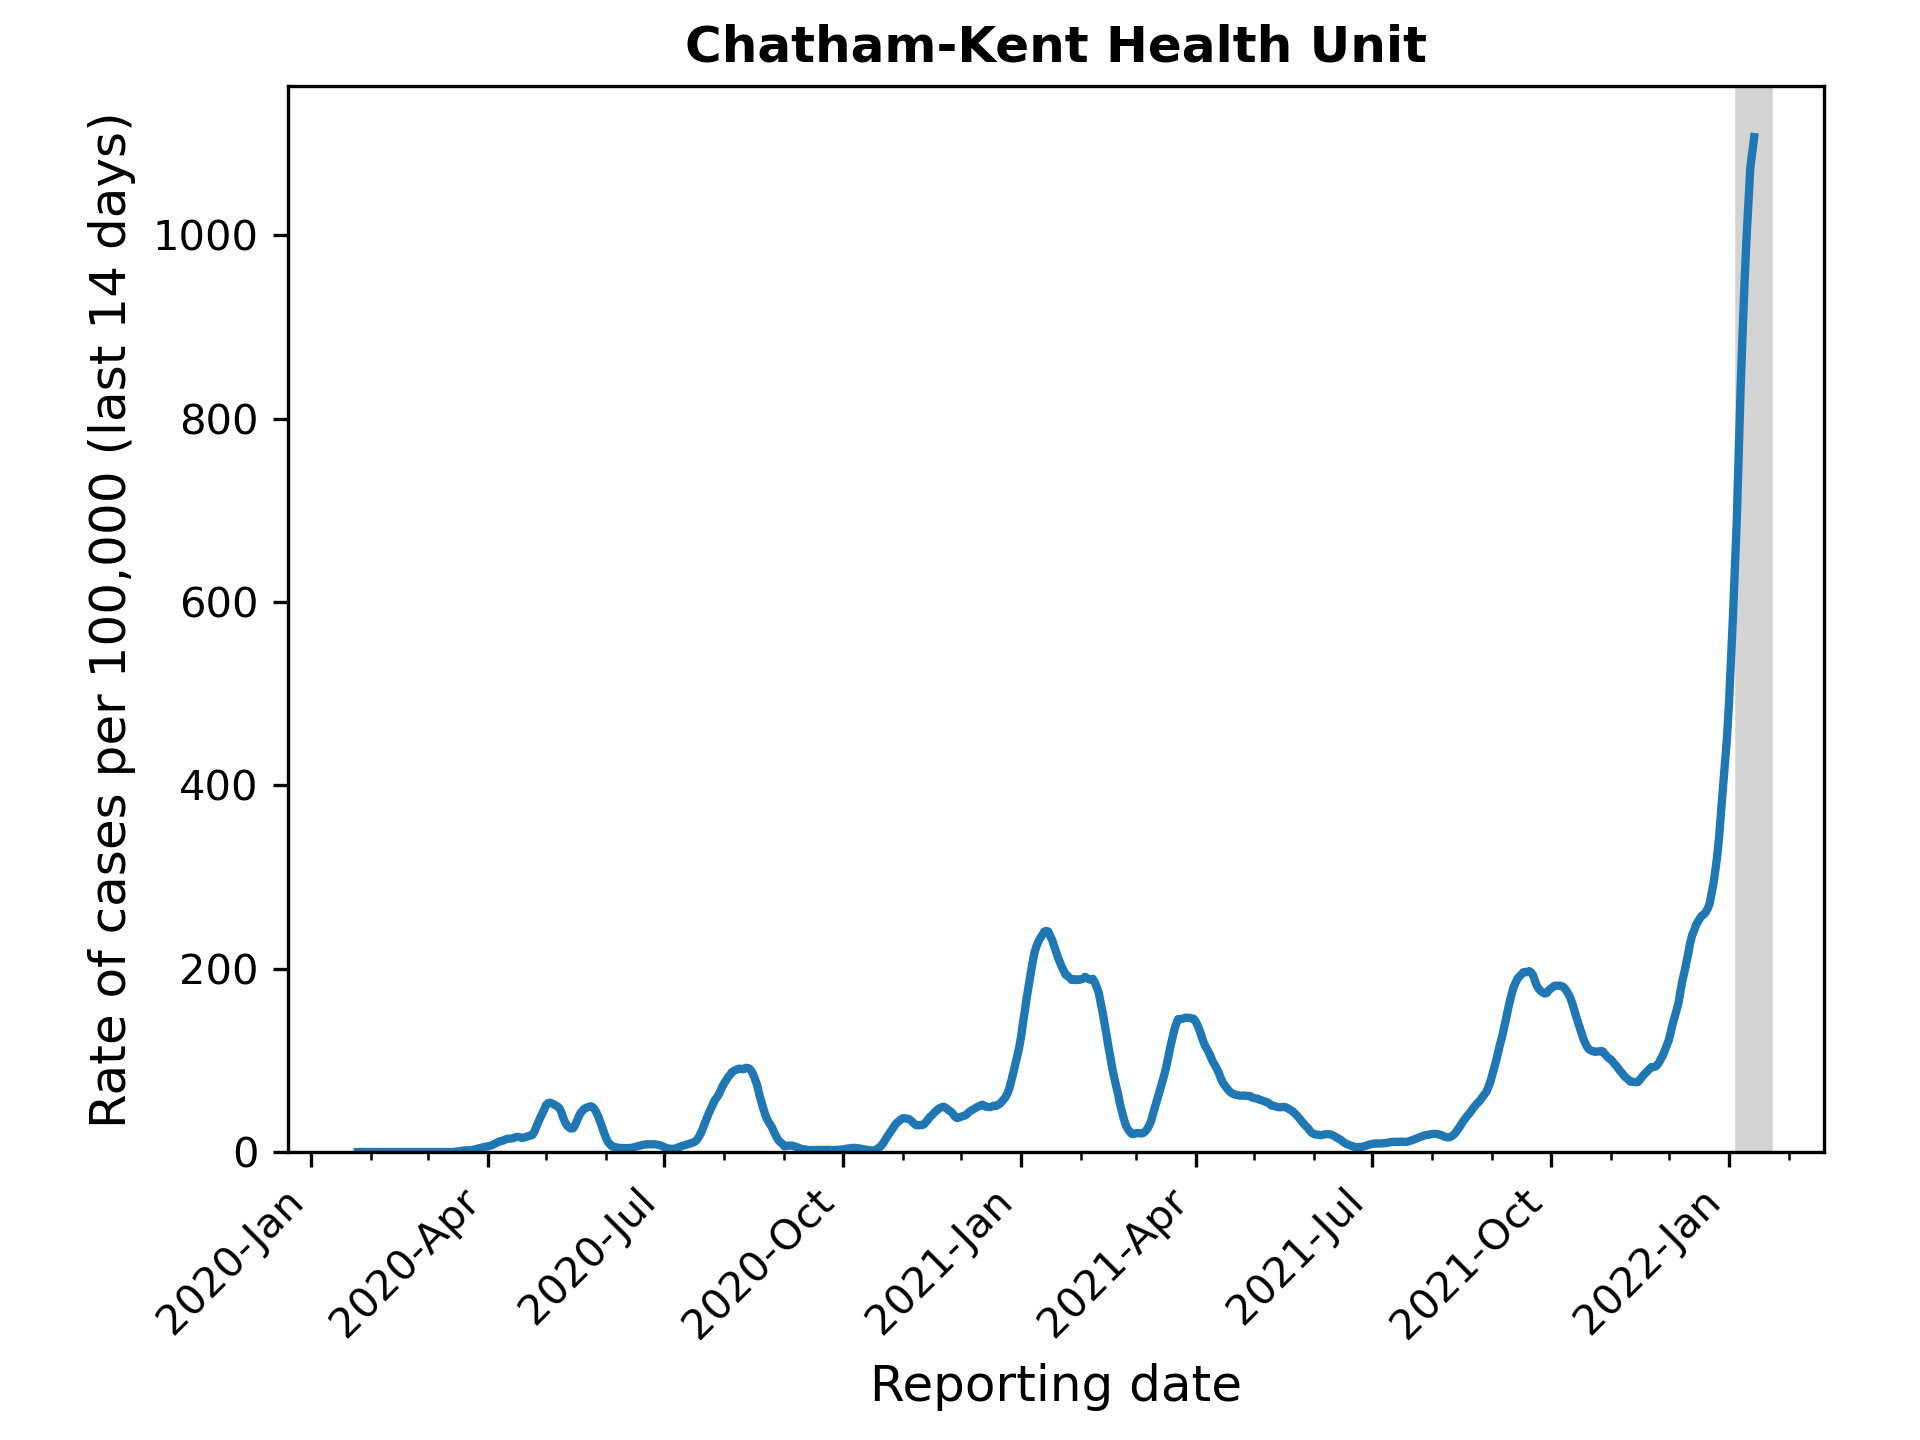 Chatham-Kent Health Unit
Rate of cases per 100,000 (last 14 days)
1000
800
600
400
200
0
2020-Jan
2020-Apr
2020-Jul
2020-Oct
2021-Jan
2021-Apr
2021-Jul
2021-Oct
2022-Jan
Reporting date